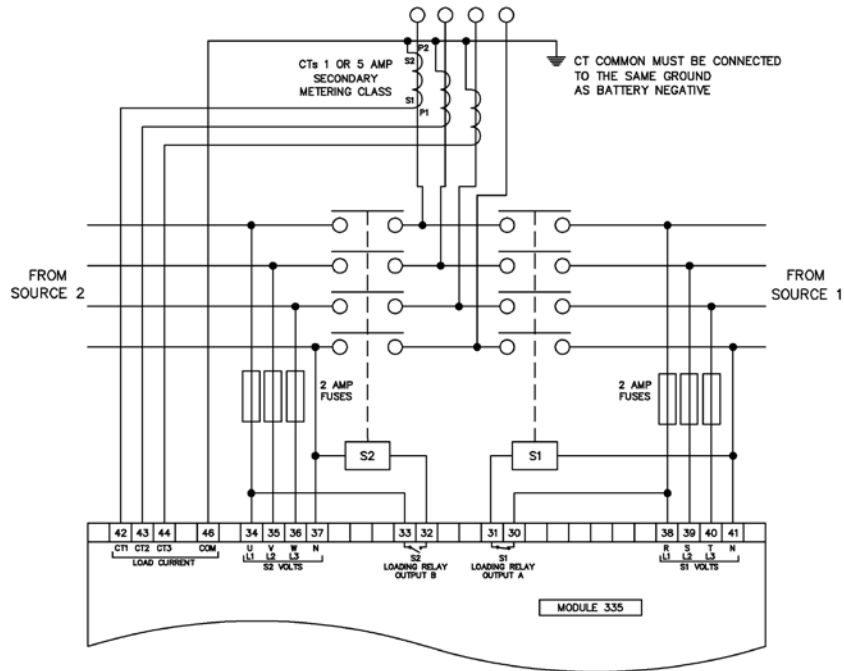 P2
S2
CTs 1 OR 5 AMP
SECONDARY
METERING CLASS
S1
P1
CT COMMON MUST BE CONNECTED
TO THE SAME GROUND
AS BATTERY NEGATIVE
FROM
SOURCE 2
FROM
SOURCE 1
2 AMP
FUSES
2 AMP
FUSES
S2
S1
42 43 44 46 34 35 36 37 33 32 31 30 38 39 40 41
CT1 CT2 CT3 COM
LOAD CURRENT
U V W N
L1 L2 L3
S2 VOLTS
S2
LOADING RELAY
OUTPUT B
S1
LOADING RELAY
OUTPUT A
R S T N
L1 L2 L3
S1 VOLTS
MODULE 335